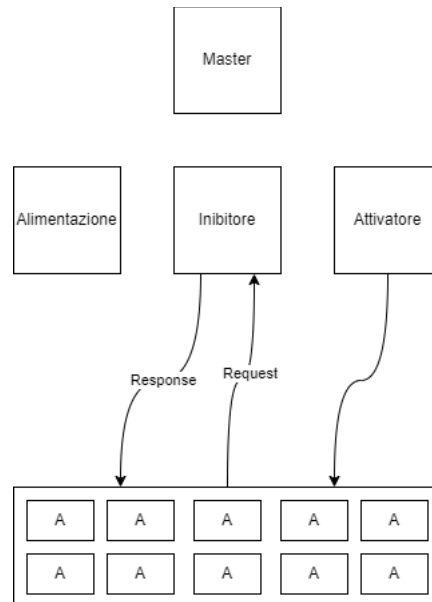 Master
Alimentazione
Inibitore
Attivatore
Response
Request
A
A
A
A
A
A
A
A
A
A